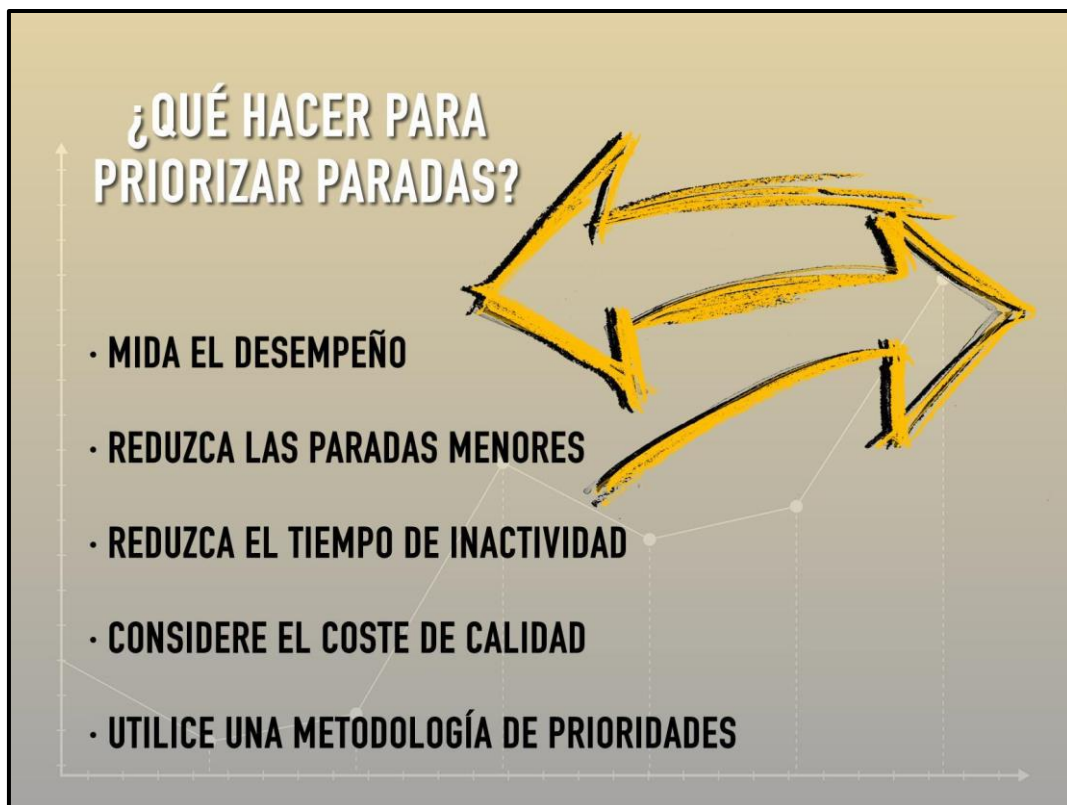 ¿QUÉ HACER PARA
PRIORIZAR PARADAS?
· MIDA EL DESEMPEÑO
· REDUZCA LAS PARADAS MENORES
· REDUZCA EL TIEMPO DE INACTIVIDAD
· CONSIDERE EL COSTE DE CALIDAD
· UTILICE UNA METODOLOGÍA DE PRIORIDADES